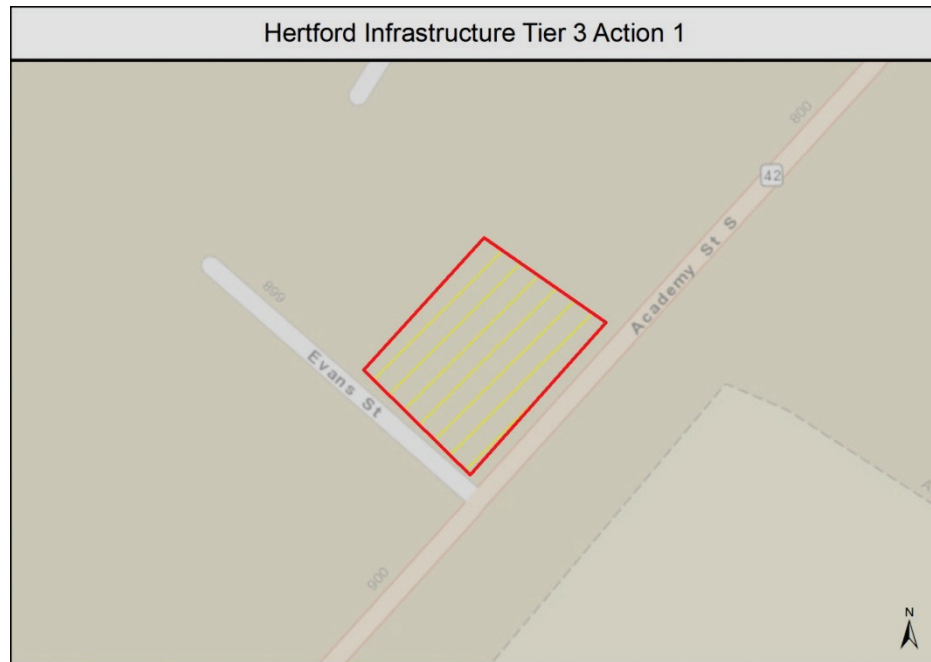 Hertford Infrastructure Tier 3 Action 1
800
42
Academy St S
899
Evans St
900
N